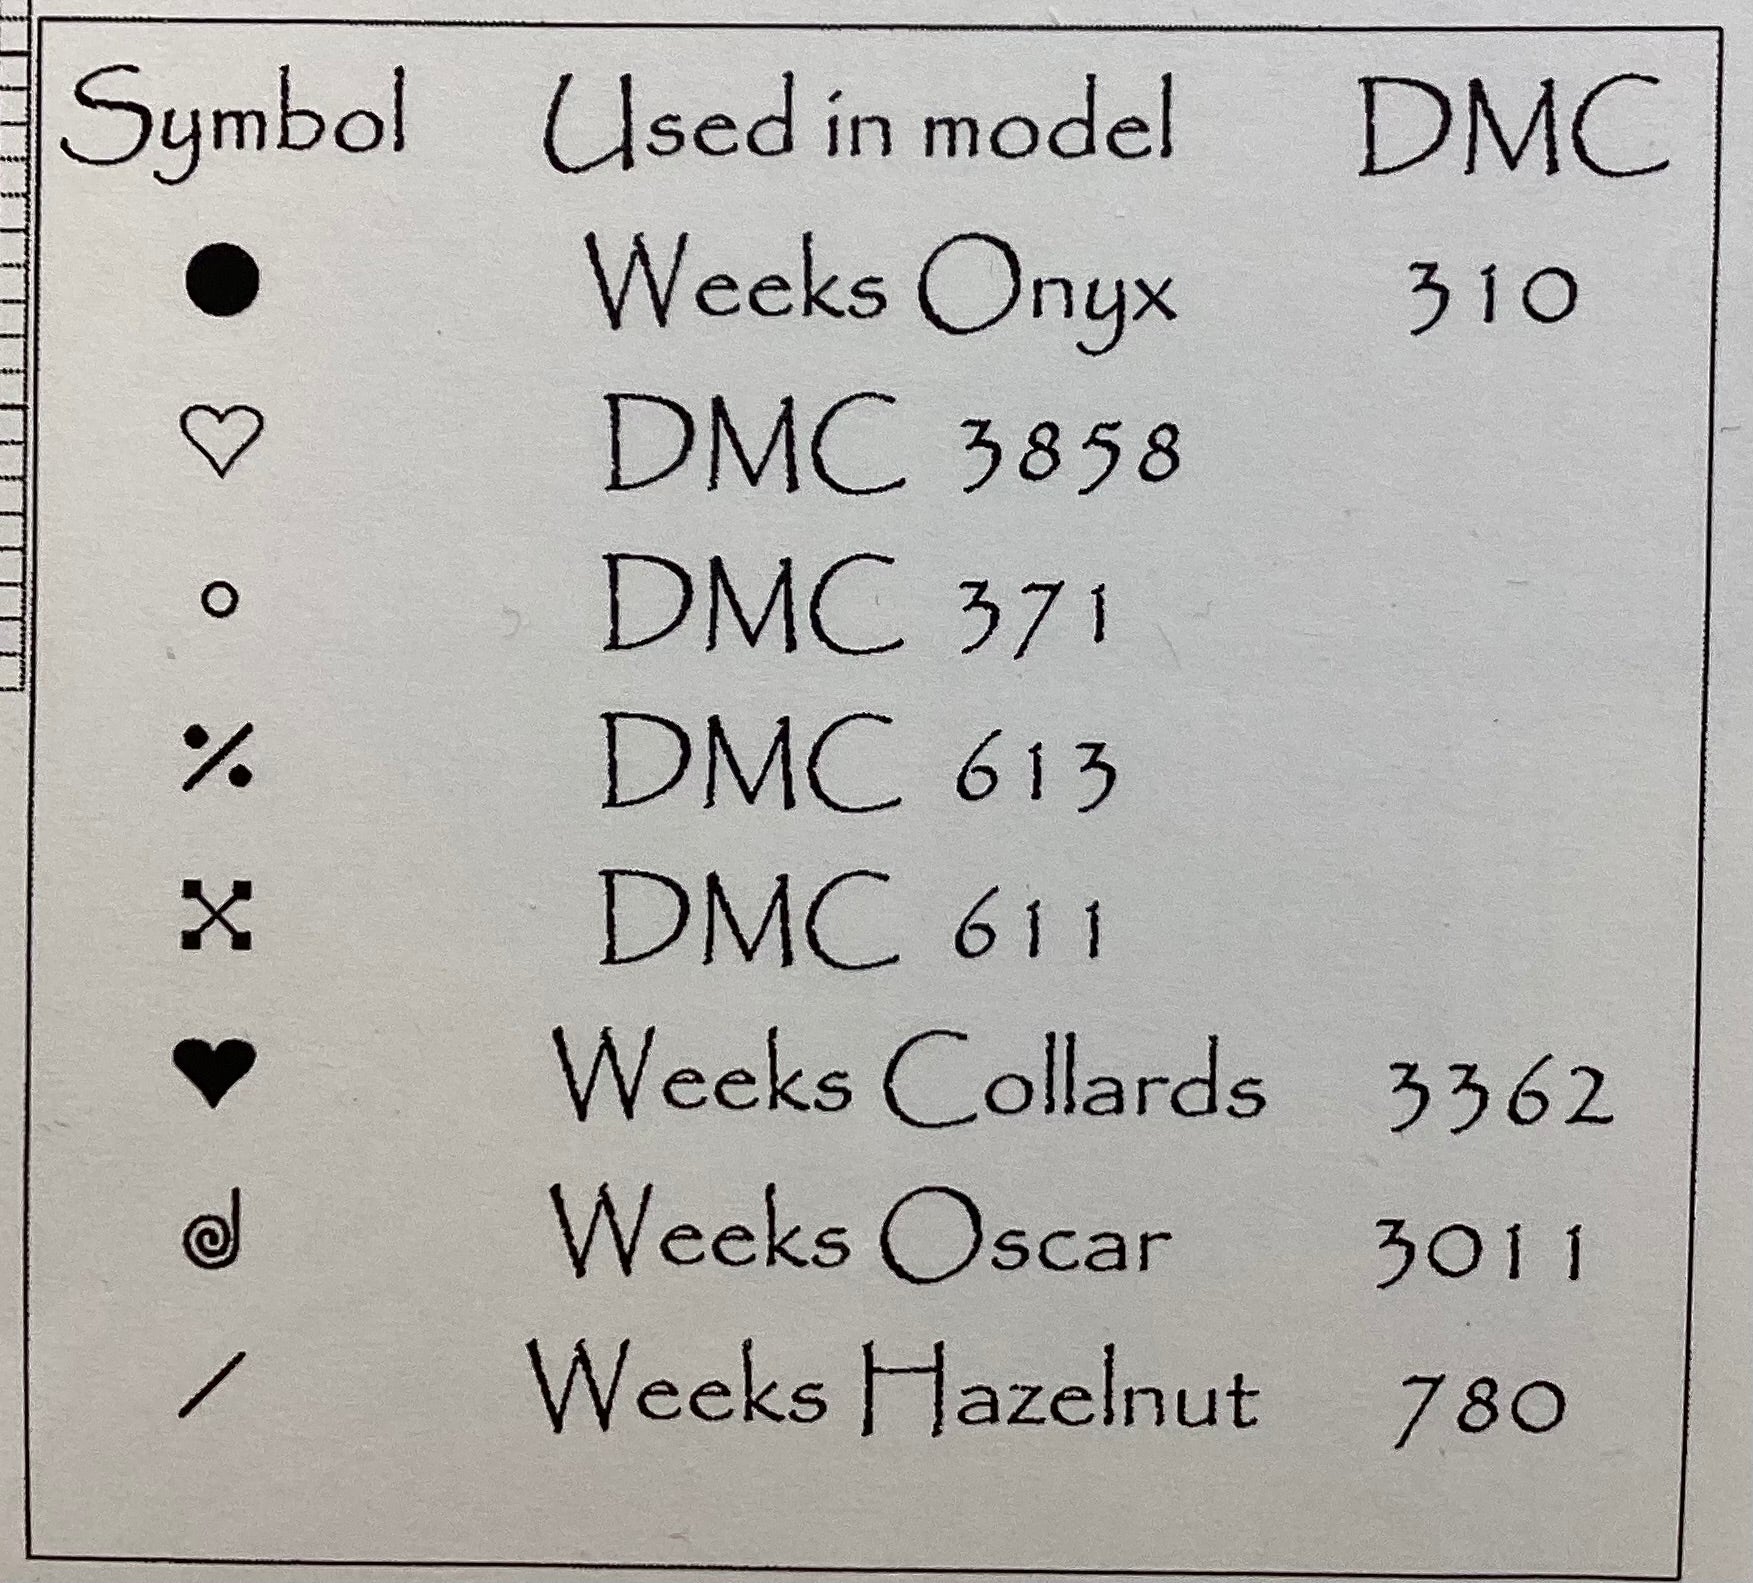 Symbol Used in model DMC
● Weeks Onyx 310
♡ DMC 3858
○ DMC 371
⁒ DMC 613
DMC 611
♥ Weeks Collards 3362
Weeks Oscar 3011
/ Weeks Hazelnut 780